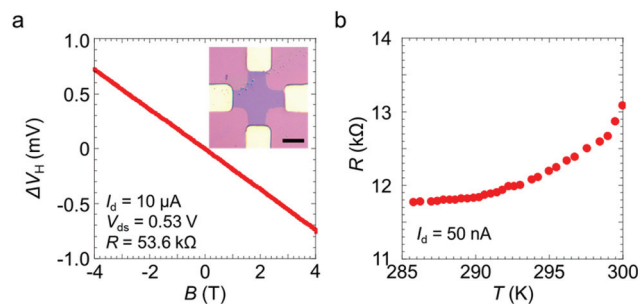 a
1.0
0.5
0
-0.5
-1.0
ΔV_H (mV)
I_d = 10 μA
V_ds = 0.53 V
R = 53.6 kΩ
-4 -2 0 2 4
B (T)
b
14
13
12
11
R (kΩ)
I_d = 50 nA
285 290 295 300
T (K)